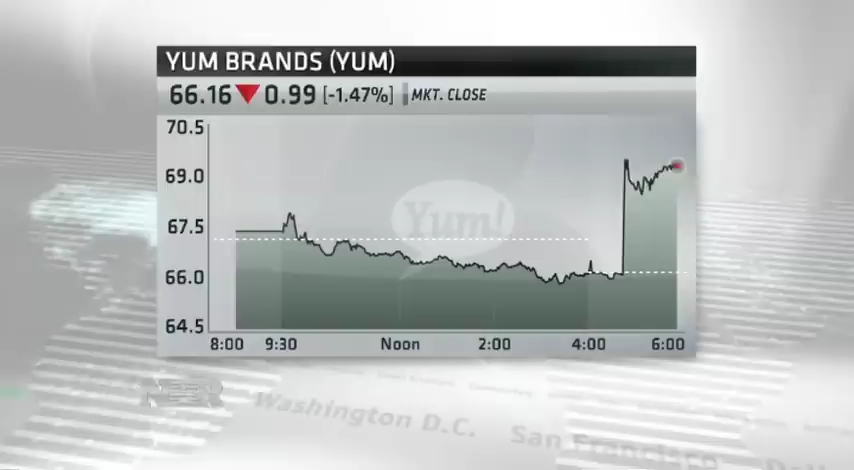 YUM BRANDS (YUM)
66.16 ▼ 0.99 [-1.47%] MKT. CLOSE
70.5
69.0
Yum!
67.5
66.0
64.5
8:00 9:30 Noon 2:00 4:00 6:00
Washington D.C. San Francisco